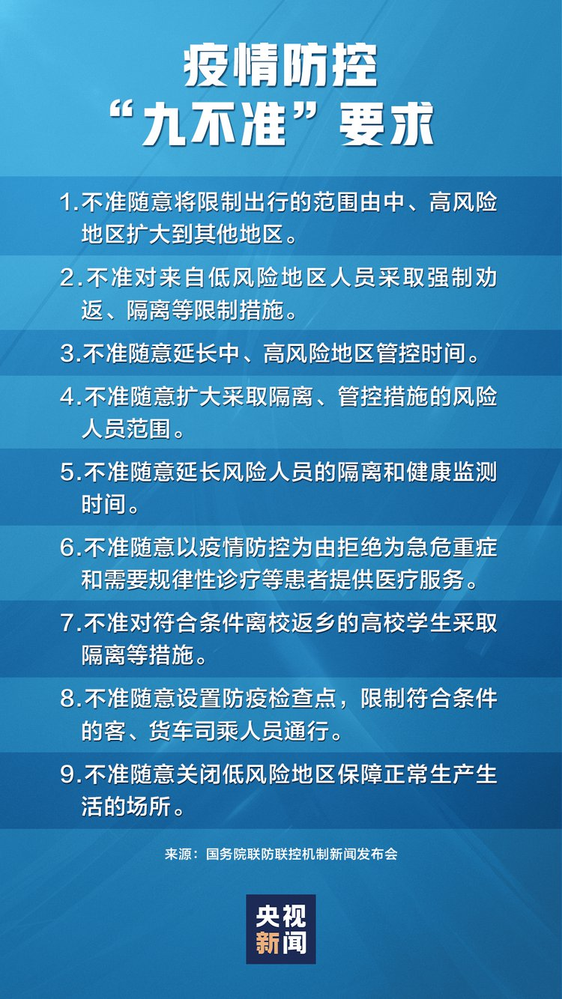 疫情防控
“九不准”要求
1.不准随意将限制出行的范围由中、高风险
地区扩大到其他地区。
2.不准对来自低风险地区人员采取强制劝
返、隔离等限制措施。
3.不准随意延长中、高风险地区管控时间。
4.不准随意扩大采取隔离、管控措施的风险
人员范围。
5.不准随意延长风险人员的隔离和健康监测
时间。
6.不准随意以疫情防控为由拒绝为急危重症
和需要规律性诊疗等患者提供医疗服务。
7.不准对符合条件离校返乡的高校学生采取
隔离等措施。
8.不准随意设置防疫检查点，限制符合条件
的客、货车司乘人员通行。
9.不准随意关闭低风险地区保障正常生产生
活的场所。
来源：国务院联防联控机制新闻发布会
央视
新闻